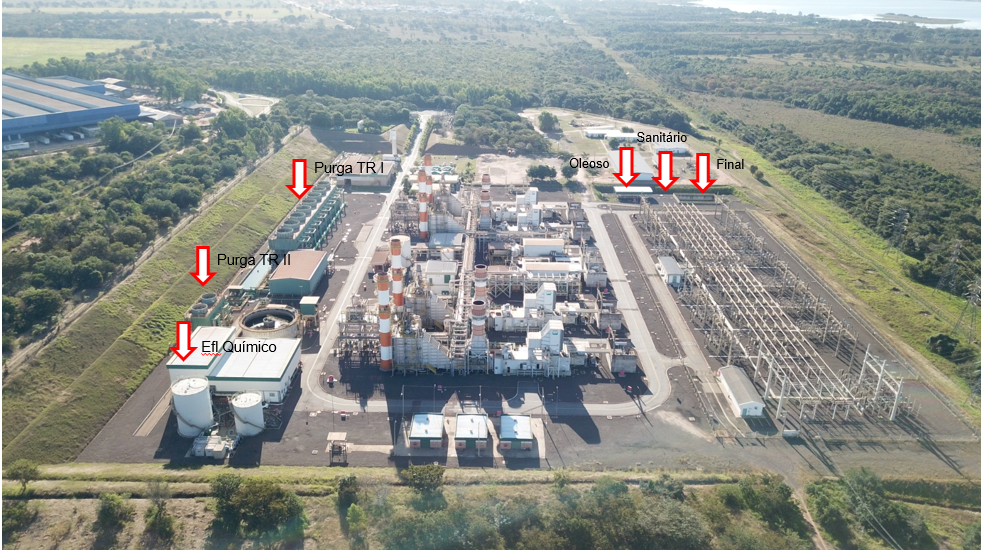 Sanitário
Oleoso
Final
Purga TR I
Purga TR II
Efl Químico